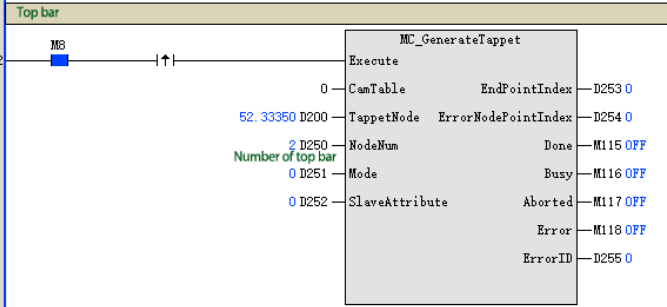 Top bar
MC_GenerateTappet
M8
2
Execute
0 CamTable EndPointIndex D253 0
52.33350 D200 TappetNode ErrorNodePointIndex D254 0
2 D250 NodeNum Done M115 OFF
Number of top bar
0 D251 Mode Busy M116 OFF
0 D252 SlaveAttribute Aborted M117 OFF
Error M118 OFF
ErrorID D255 0